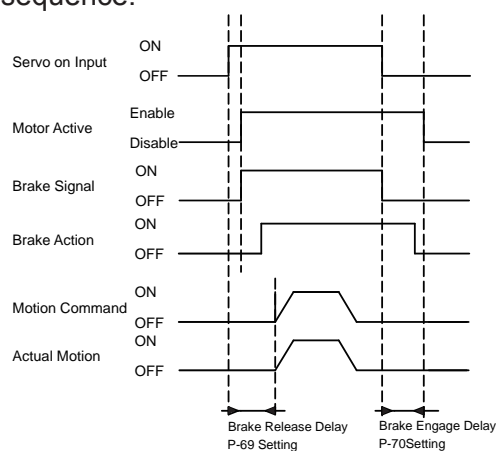 sequence.
Servo on Input
ON
OFF
Motor Active
Enable
Disable
Brake Signal
ON
OFF
Brake Action
ON
OFF
Motion Command
ON
OFF
Actual Motion
ON
OFF
Brake Release Delay
P-69 Setting
Brake Engage Delay
P-70Setting